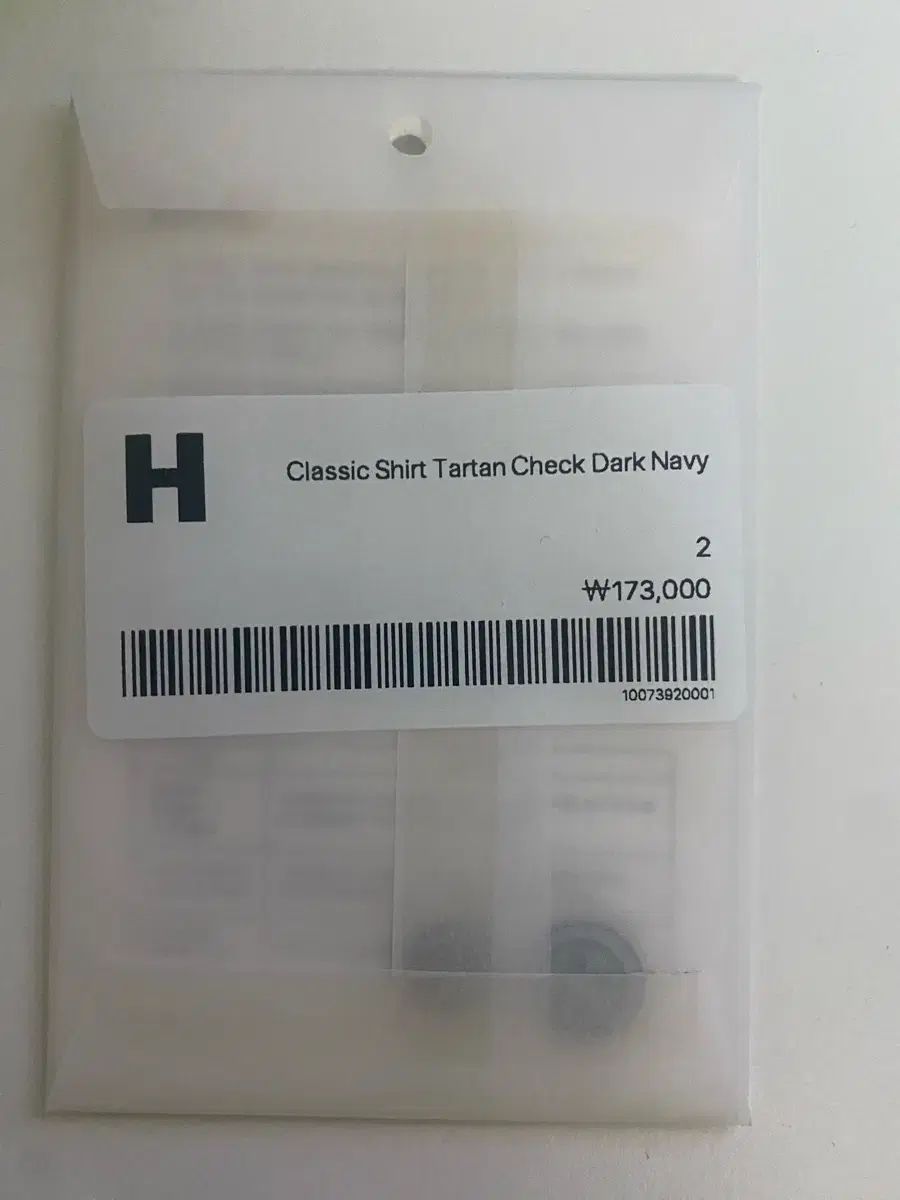 H
Classic Shirt Tartan Check Dark Navy
2
₩173,000
10073920001